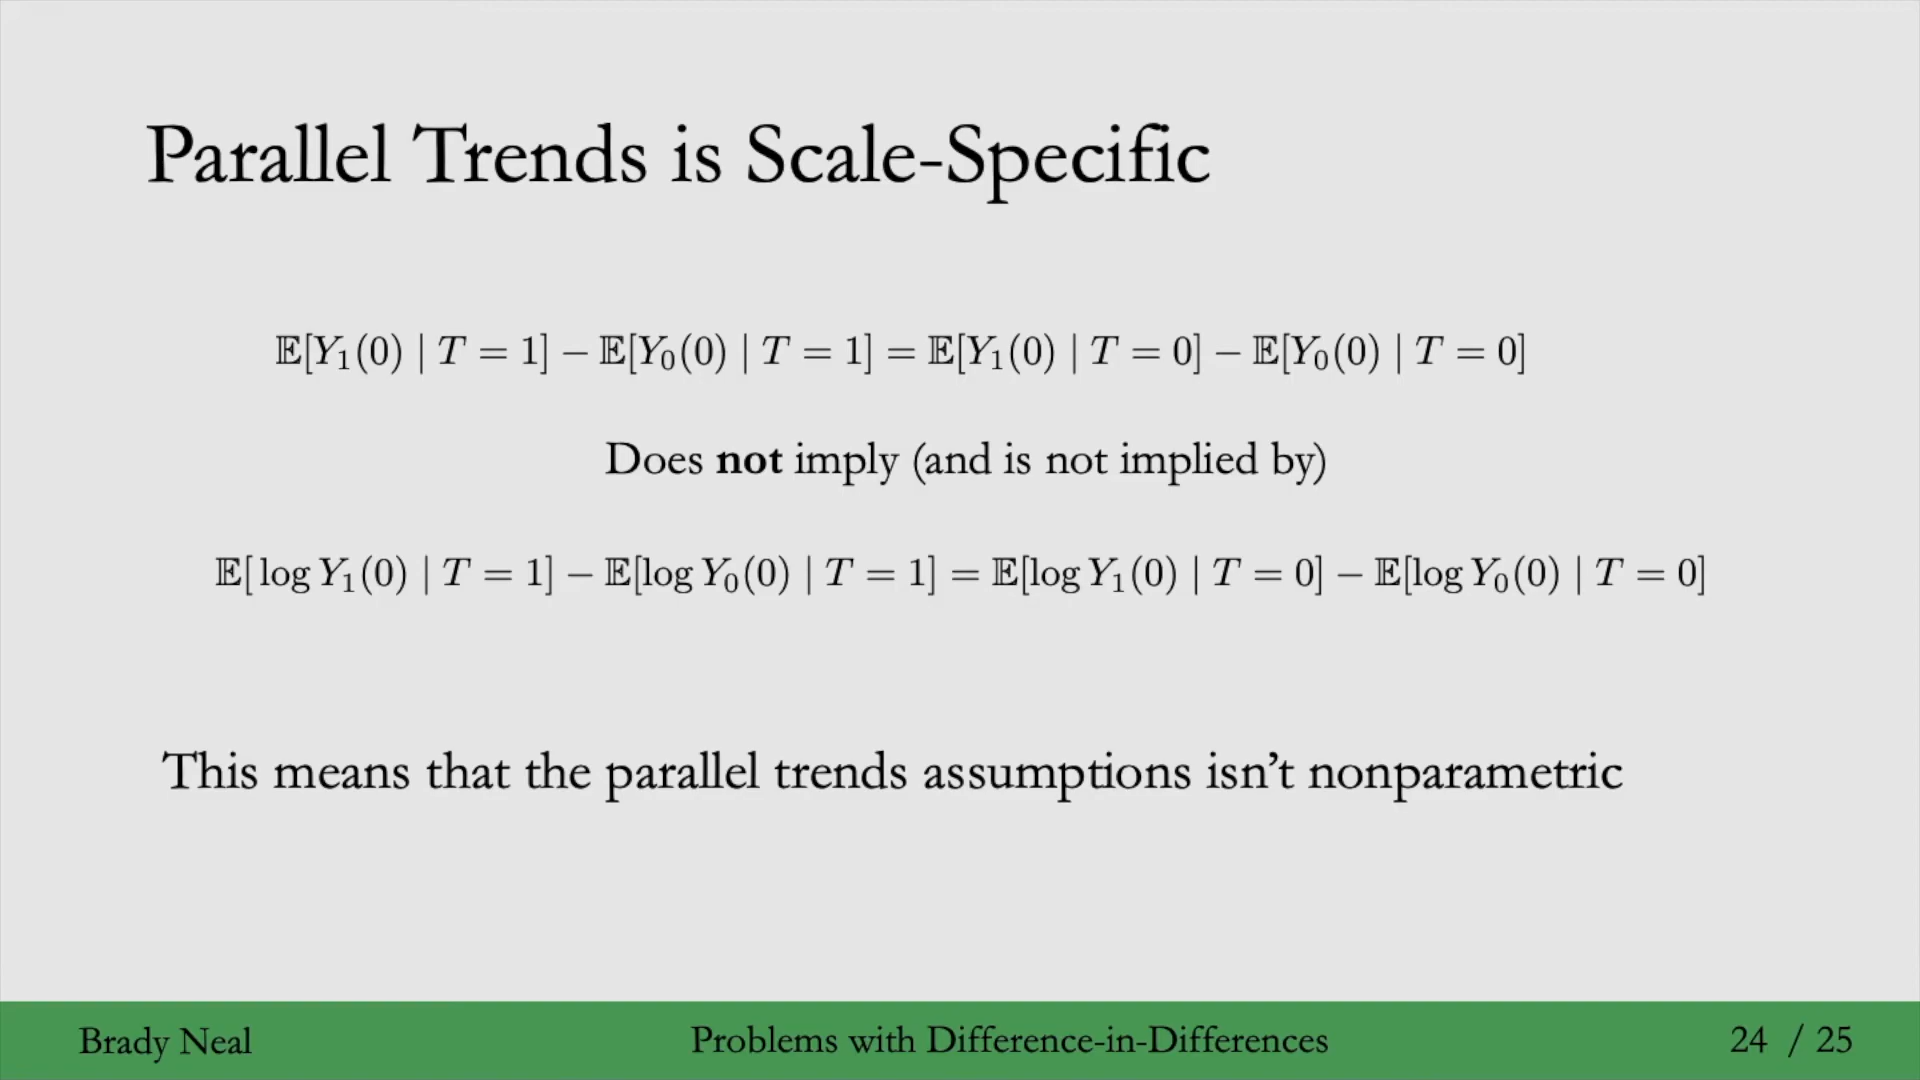 Parallel Trends is Scale-Specific
𝔼[Y₁(0) | T = 1] − 𝔼[Y₀(0) | T = 1] = 𝔼[Y₁(0) | T = 0] − 𝔼[Y₀(0) | T = 0]
Does not imply (and is not implied by)
𝔼[log Y₁(0) | T = 1] − 𝔼[log Y₀(0) | T = 1] = 𝔼[log Y₁(0) | T = 0] − 𝔼[log Y₀(0) | T = 0]
This means that the parallel trends assumptions isn’t nonparametric
Brady Neal Problems with Difference-in-Differences 24 / 25